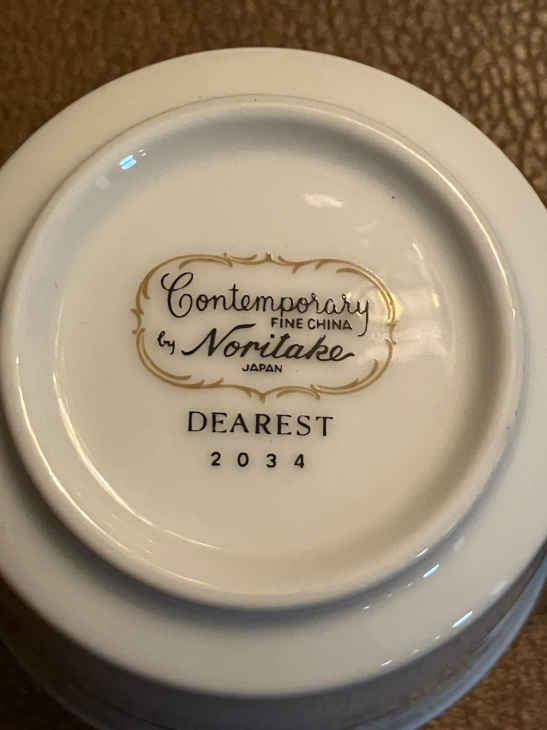 Contemporary
FINE CHINA
by Noritake
JAPAN
DEAREST
2034